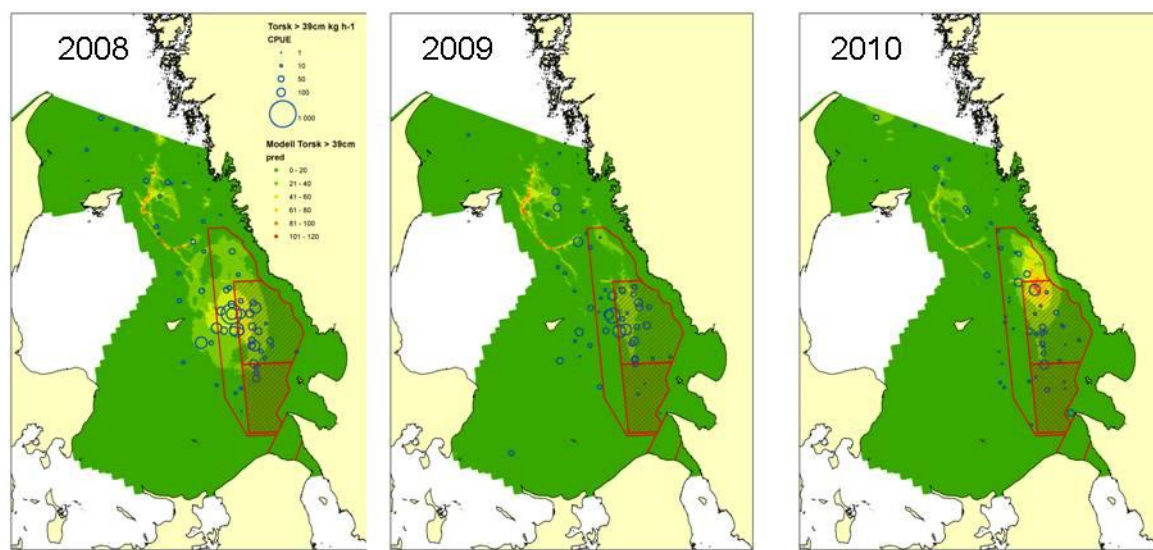 2008
Torsk > 39cm kg h-1
CPUE
1
10
50
100
1 000
Modell Torsk > 39cm
pred
0 - 20
21 - 40
41 - 60
61 - 80
81 - 100
101 - 120
2009
2010